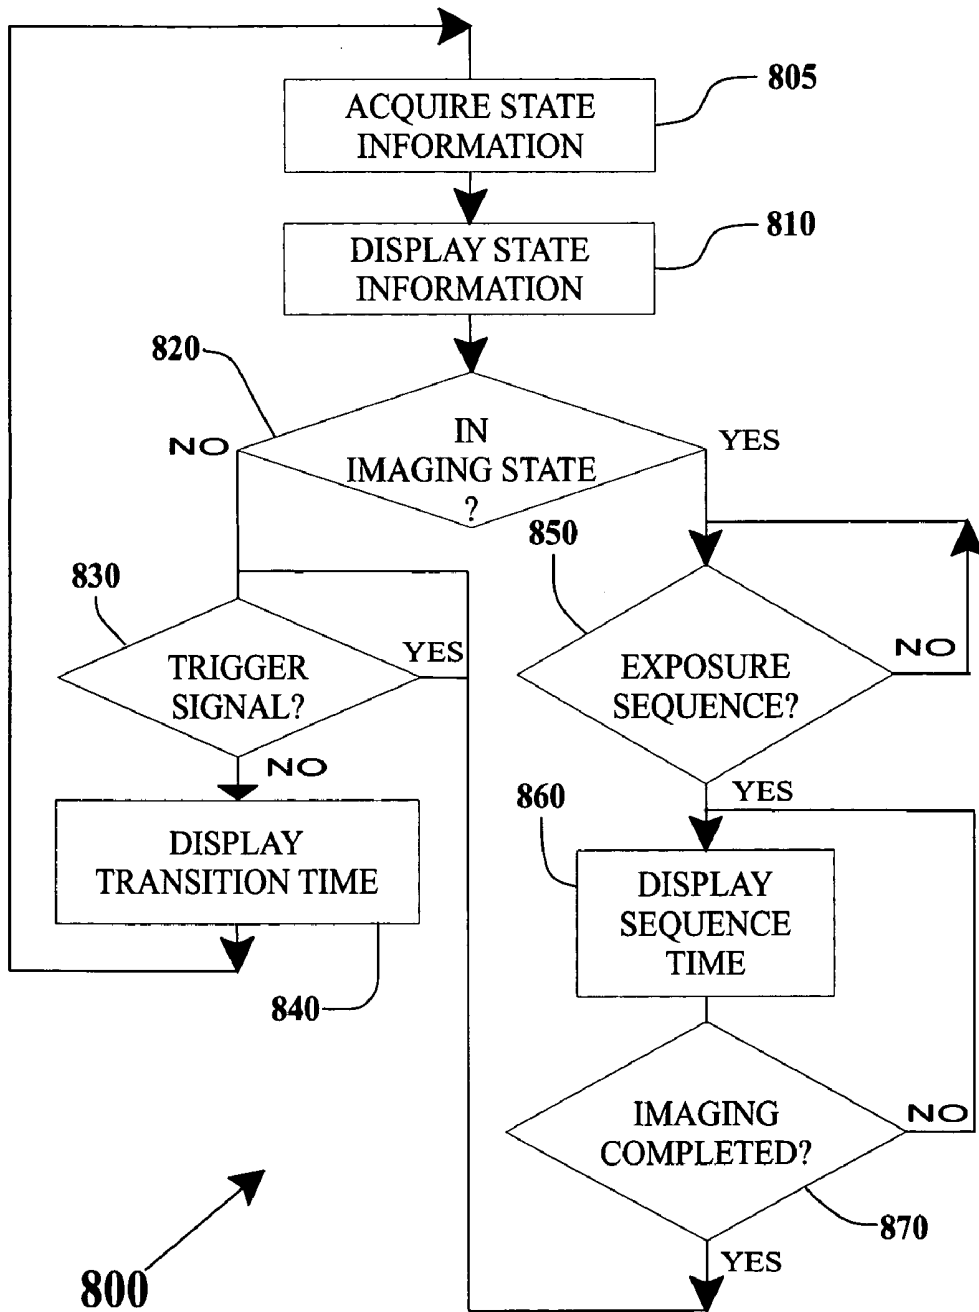 805
ACQUIRE STATE
INFORMATION
810
DISPLAY STATE
INFORMATION
820
NO
IN
IMAGING STATE
?
YES
850
830
TRIGGER
SIGNAL?
YES
EXPOSURE
SEQUENCE?
NO
NO
YES
860
DISPLAY
TRANSITION TIME
840
DISPLAY
SEQUENCE
TIME
IMAGING
COMPLETED?
NO
870
YES
800